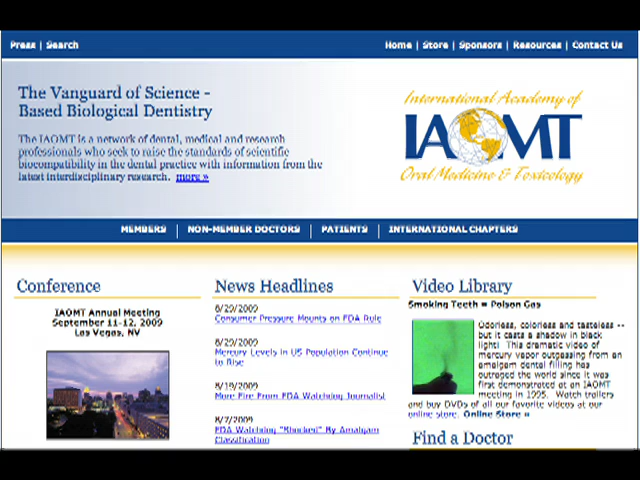 Press | Search
Home | Store | Sponsors | Resources | Contact Us
The Vanguard of Science -
Based Biological Dentistry
The IAOMT is a network of dental, medical and research
professionals who seek to raise the standards of scientific
biocompatibility in the dental practice with information from the
latest interdisciplinary research. more »
International Academy of
IAOMT
Oral Medicine & Toxicology
MEMBERS | NON-MEMBER DOCTORS | PATIENTS | INTERNATIONAL CHAPTERS
Conference
IAOMT Annual Meeting
September 11-12, 2009
Las Vegas, NV
News Headlines
8/29/2009
Consumer Pressure Mounts on FDA Rule
8/29/2009
Mercury Levels in US Population Continue
to Rise
8/19/2009
More Fire From FDA Watchdog Journalist
8/7/2009
FDA Watchdog "Shocked" By Amalgam
Classification
Video Library
Smoking Teeth = Poison Gas
Odorless, colorless and tasteless --
but it casts a shadow in black
light! This dramatic video of
mercury vapor outgassing from an
amalgam dental filling has
outraged the world since it was
first demonstrated at an IAOMT
meeting in 1995. Watch trailers
and buy DVDs of all our favorite videos at our
online store. Online Store »
Find a Doctor